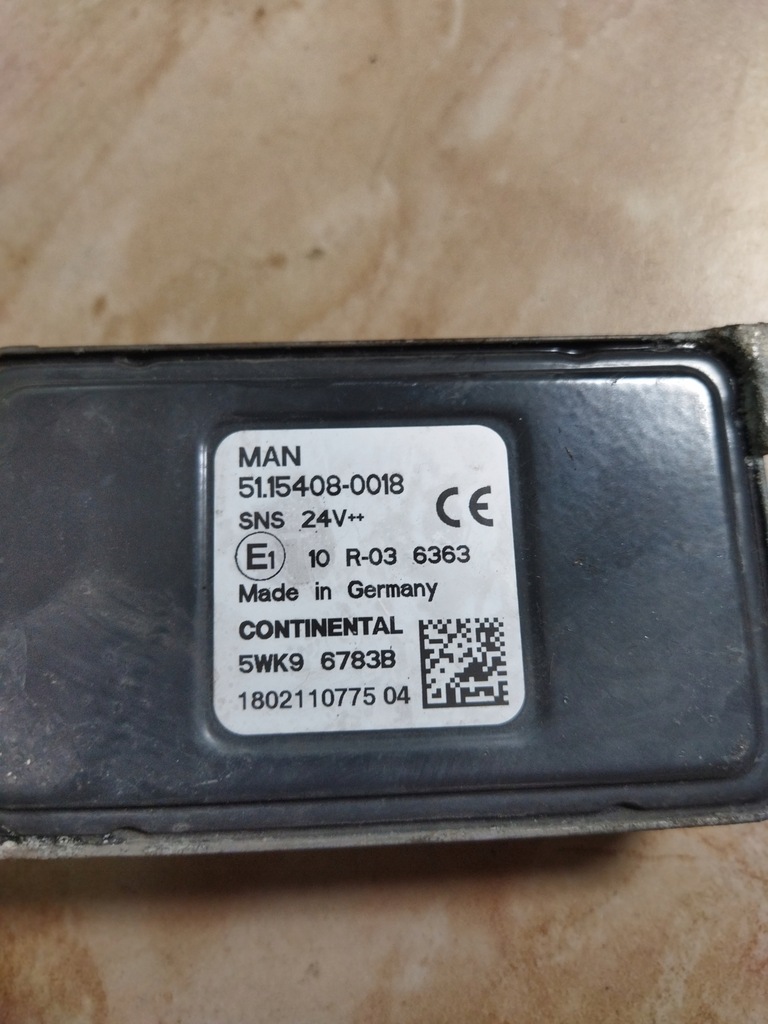 MAN
51.15408-0018
SNS 24V++
CE
E1 10 R-03 6363
Made in Germany
CONTINENTAL
5WK9 6783B
1802110775 04